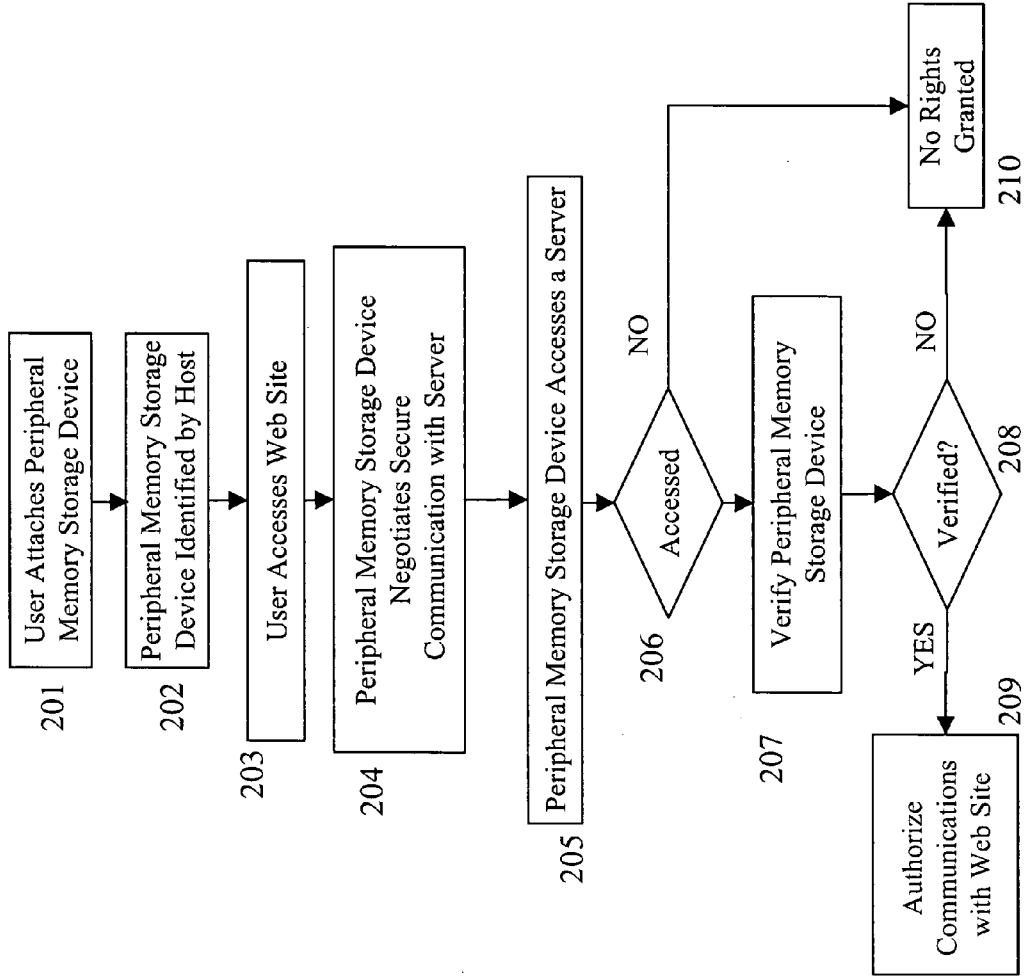 User Attaches Peripheral
Memory Storage Device
201
Peripheral Memory Storage
Device Identified by Host
202
User Accesses Web Site
203
Peripheral Memory Storage Device
Negotiates Secure
Communication with Server
204
Peripheral Memory Storage Device Accesses a Server
205
Accessed
206
NO
Verify Peripheral Memory
Storage Device
207
Verified?
208
YES
NO
Authorize
Communications
with Web Site
209
No Rights
Granted
210